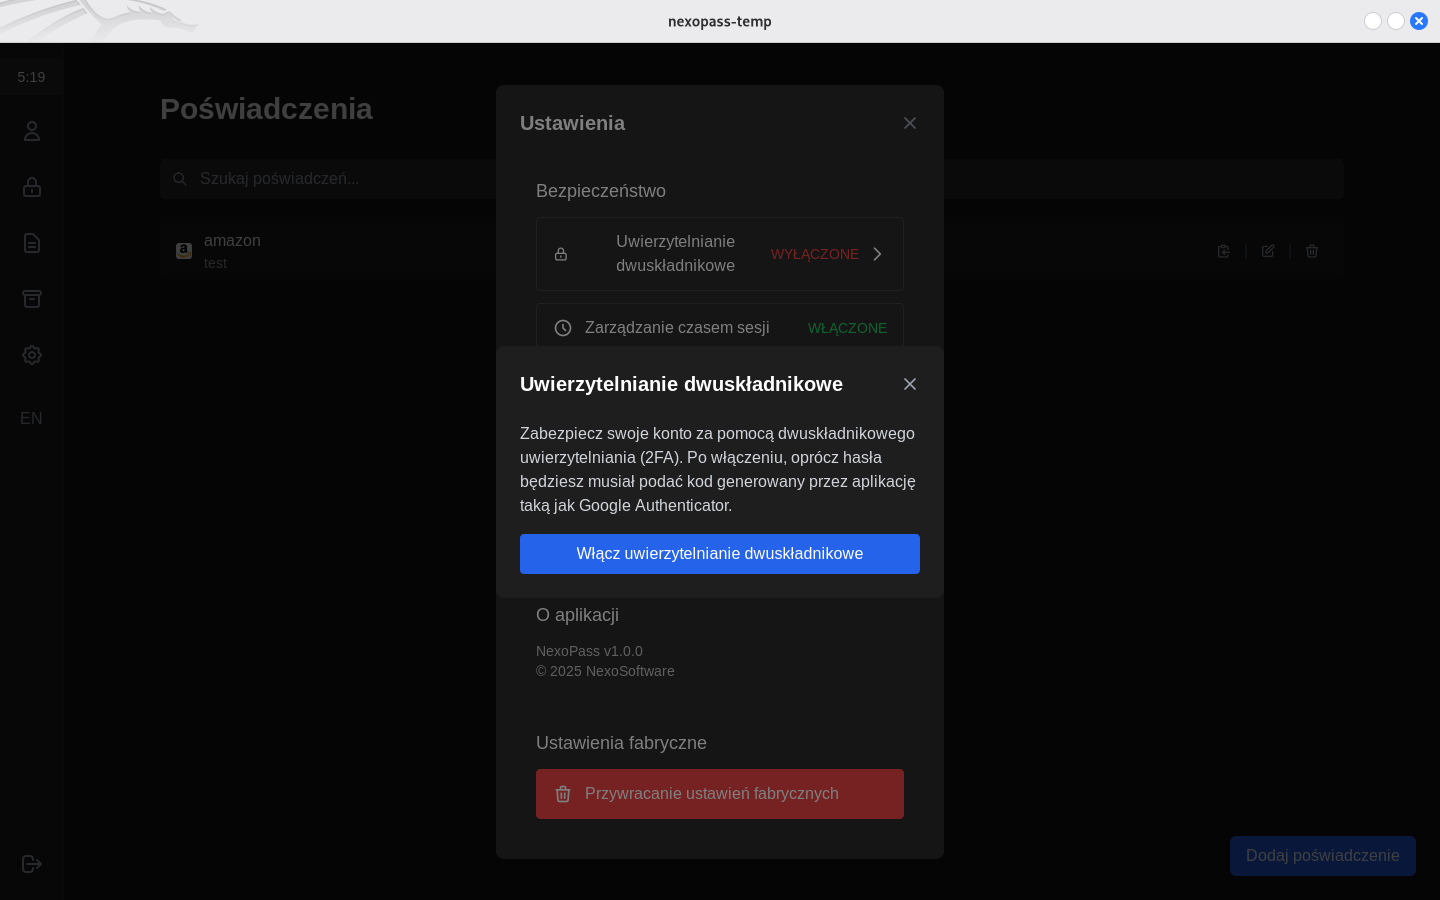 nexopass-temp
5:19
EN
Poświadczenia
Szukaj poświadczeń...
amazon
test
Ustawienia
Bezpieczeństwo
Uwierzytelnianie
dwuskładnikowe
WYŁĄCZONE
Zarządzanie czasem sesji
WŁĄCZONE
Uwierzytelnianie dwuskładnikowe
Zabezpiecz swoje konto za pomocą dwuskładnikowego
uwierzytelniania (2FA). Po włączeniu, oprócz hasła
będziesz musiał podać kod generowany przez aplikację
taką jak Google Authenticator.
Włącz uwierzytelnianie dwuskładnikowe
O aplikacji
NexoPass v1.0.0
© 2025 NexoSoftware
Ustawienia fabryczne
Przywracanie ustawień fabrycznych
Dodaj poświadczenie